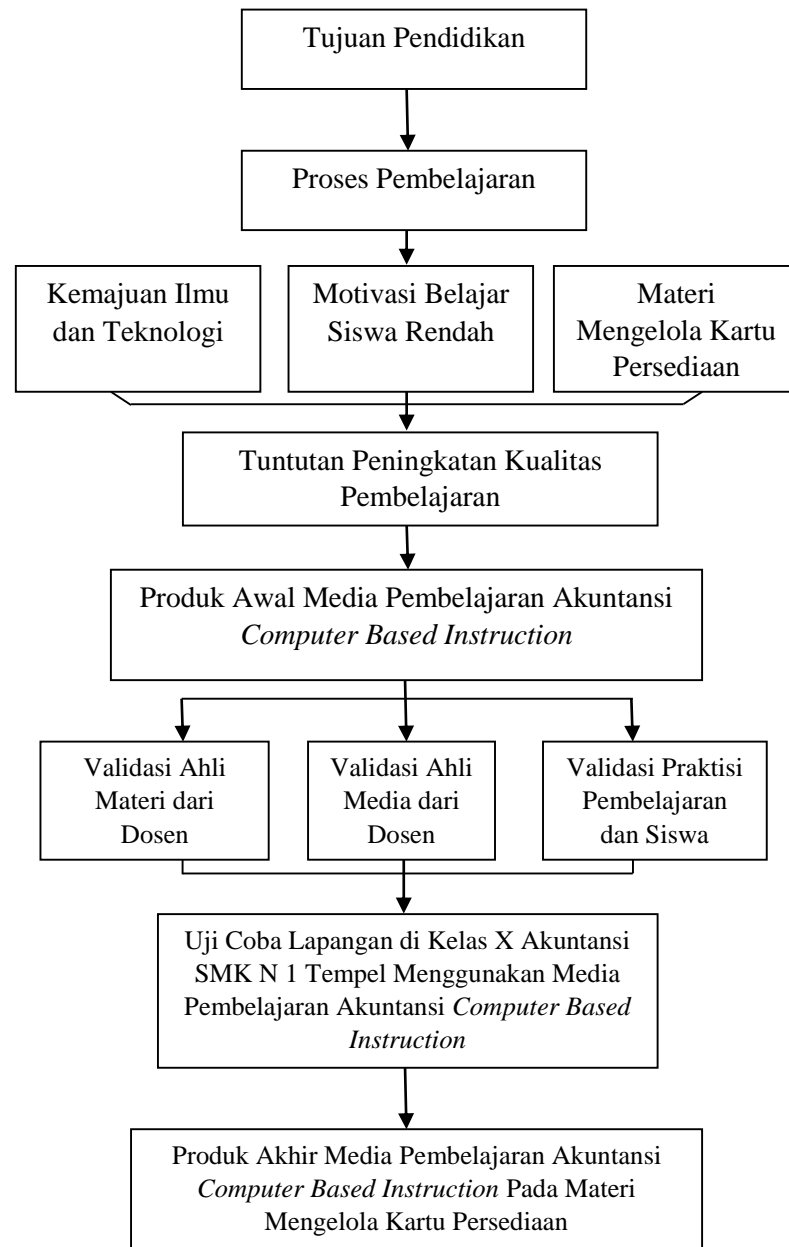 Tujuan Pendidikan
Proses Pembelajaran
Kemajuan Ilmu
dan Teknologi
Motivasi Belajar
Siswa Rendah
Materi
Mengelola Kartu
Persediaan
Tuntutan Peningkatan Kualitas
Pembelajaran
Produk Awal Media Pembelajaran Akuntansi
Computer Based Instruction
Validasi Ahli
Materi dari
Dosen
Validasi Ahli
Media dari
Dosen
Validasi Praktisi
Pembelajaran
dan Siswa
Uji Coba Lapangan di Kelas X Akuntansi
SMK N 1 Tempel Menggunakan Media
Pembelajaran Akuntansi Computer Based
Instruction
Produk Akhir Media Pembelajaran Akuntansi
Computer Based Instruction Pada Materi
Mengelola Kartu Persediaan